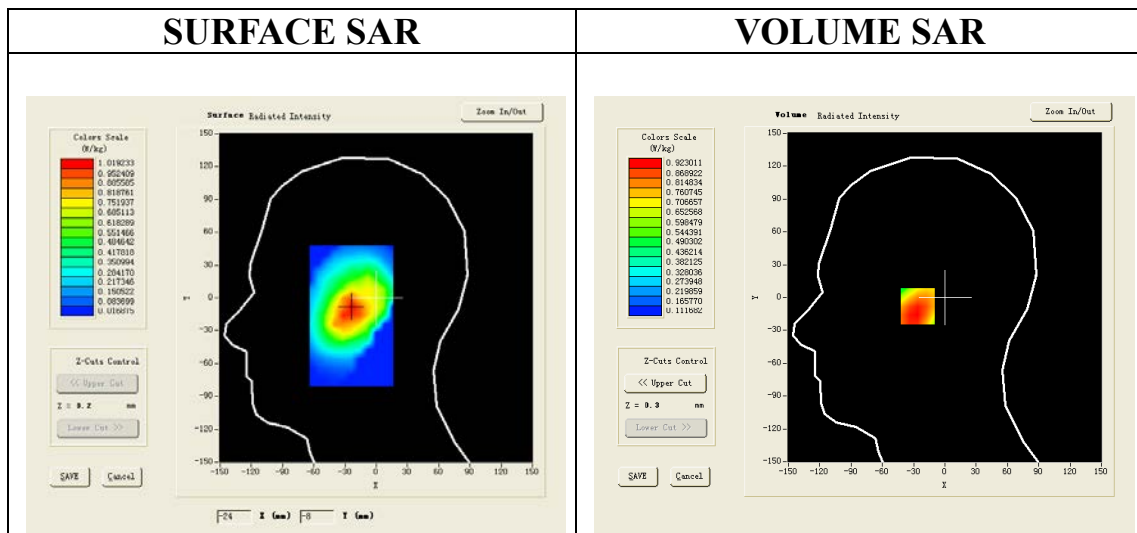 SURFACE SAR
VOLUME SAR
Surface Radiated Intensity
Zoom In/Out
Colors Scale
(W/kg)
1.019233
0.952409
0.885585
0.818761
0.751937
0.685113
0.618289
0.551466
0.484642
0.417818
0.350994
0.284170
0.217346
0.150522
0.083699
0.016875
150
120
90
60
30
0
-30
-60
-90
-120
-150
Y
-150 -120 -90 -60 -30 0 30 60 90 120 150
X
Z-Cuts Control
<< Upper Cut
Z = 0.2 mm
Lower Cut >>
SAVE Cancel
-24 X (mm) -8 Y (mm)
Volume Radiated Intensity
Zoom In/Out
Colors Scale
(W/kg)
0.923011
0.868922
0.814834
0.760745
0.706657
0.652568
0.598479
0.544391
0.490302
0.436214
0.382125
0.328036
0.273948
0.219859
0.165770
0.111682
150
120
90
60
30
0
-30
-60
-90
-120
-150
Y
-150 -120 -90 -60 -30 0 30 60 90 120 150
X
Z-Cuts Control
<< Upper Cut
Z = 0.3 mm
Lower Cut >>
SAVE Cancel